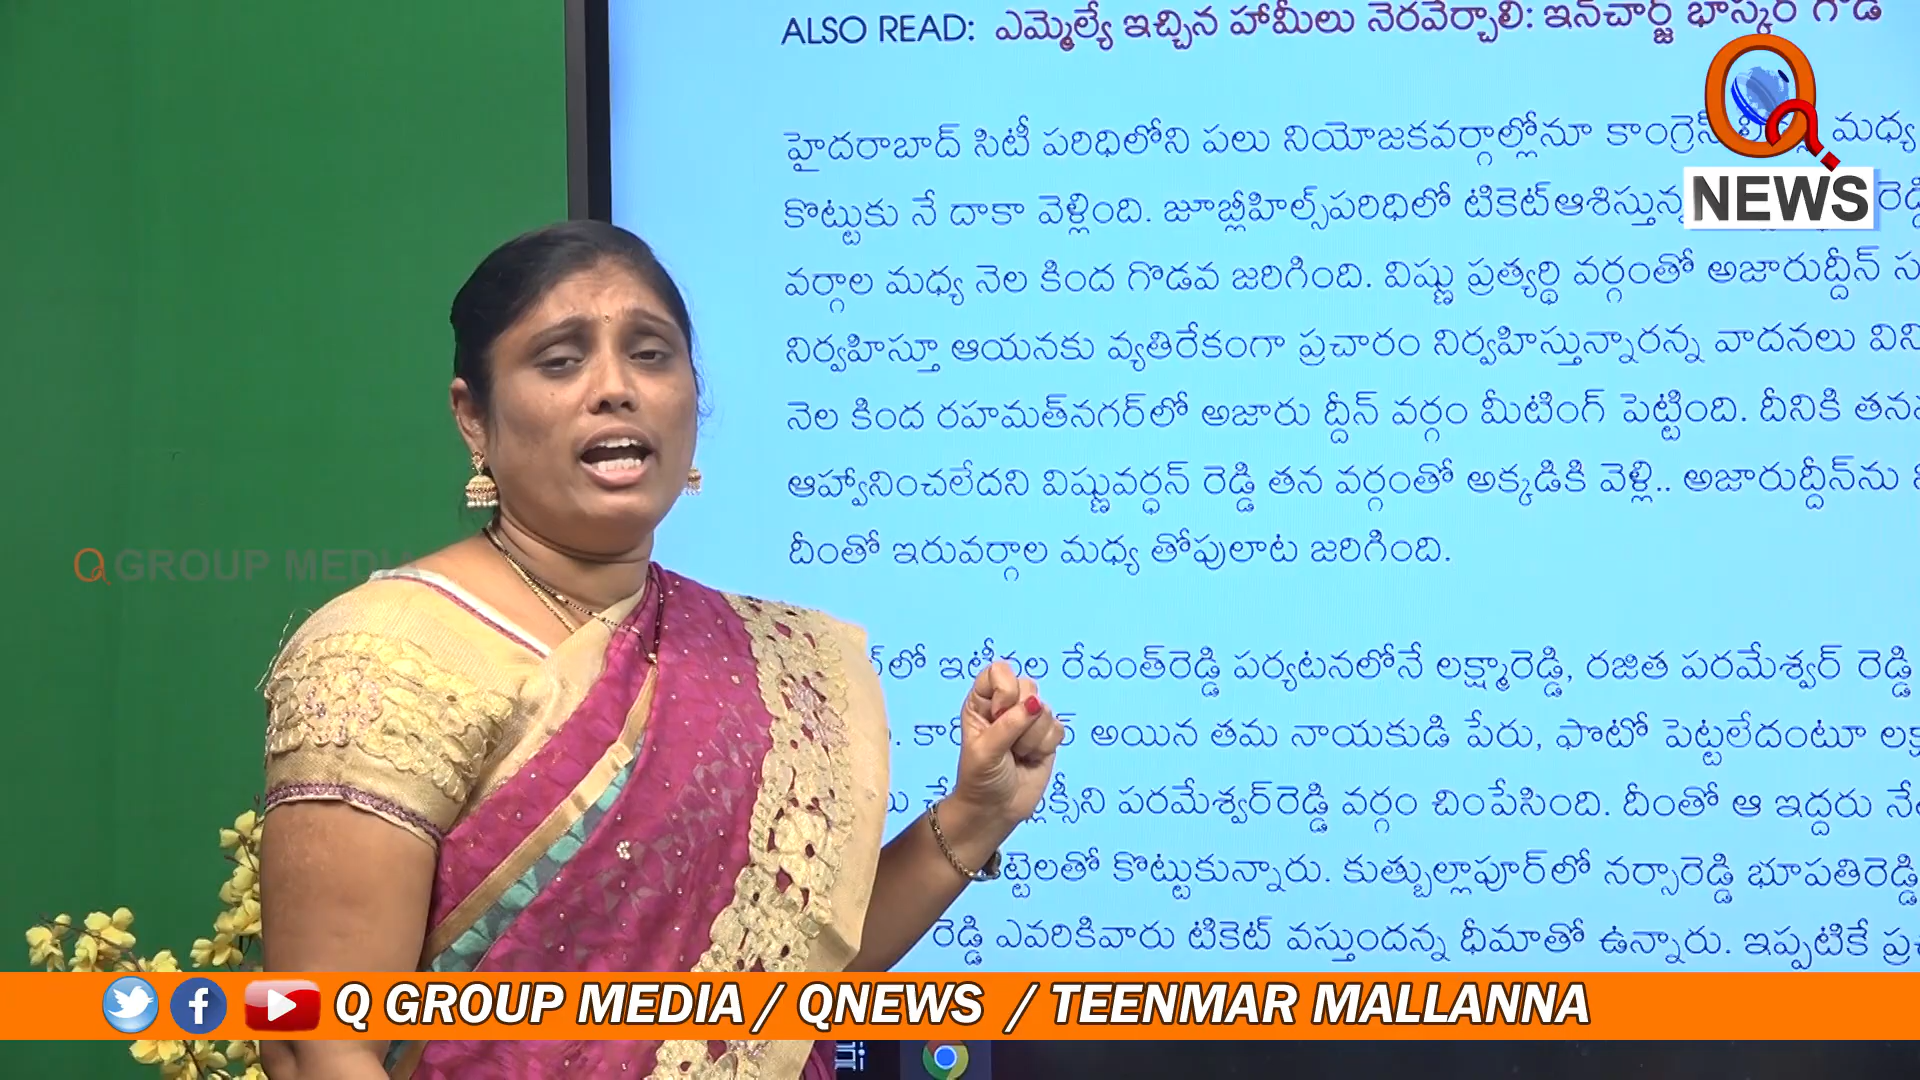 ALSO READ: ఎమ్మెల్యే ఇచ్చిన హామీలు నెరవేర్చాలి: ఇన్‌చార్జి భాస్కర్ గౌడ్
హైదరాబాద్ సిటీ పరిధిలోని పలు నియోజకవర్గాల్లోనూ కాంగ్రెస్ మధ్య
కొట్టుకు నే దాకా వెళ్లింది. జూబ్లీహిల్స్‌పరిధిలో టికెట్‌ఆశిస్తున్న రెడ్డి
వర్గాల మధ్య నెల కింద గొడవ జరిగింది. విష్ణు ప్రత్యర్థి వర్గంతో అజారుద్దీన్
నిర్వహిస్తూ ఆయనకు వ్యతిరేకంగా ప్రచారం నిర్వహిస్తున్నారన్న వాదనలు
నెల కింద రహమత్‌నగర్‌లో అజారు ద్దీన్ వర్గం మీటింగ్ పెట్టింది. దీనికి
ఆహ్వానించలేదని విష్ణువర్ధన్ రెడ్డి తన వర్గంతో అక్కడికి వెళ్లి.. అజారుద్దీన్‌ను
దీంతో ఇరువర్గాల మధ్య తోపులాట జరిగింది.
ఇటీవల రేవంత్‌రెడ్డి పర్యటనలోనే లక్ష్మారెడ్డి, రజిత పరమేశ్వర్ రెడ్డి
అయిన తమ నాయకుడి పేరు, ఫొటో పెట్టలేదంటూ
పరమేశ్వర్‌రెడ్డి వర్గం చింపేసింది. దీంతో ఆ ఇద్దరు
కొట్టుకున్నారు. కుత్బుల్లాపూర్‌లో నర్సారెడ్డి భూపతిరెడ్డి
రెడ్డి ఎవరికివారు టికెట్ వస్తుందన్న ధీమాతో ఉన్నారు. ఇప్పటికే
Q NEWS
Q GROUP MEDIA
Q GROUP MEDIA / QNEWS / TEENMAR MALLANNA